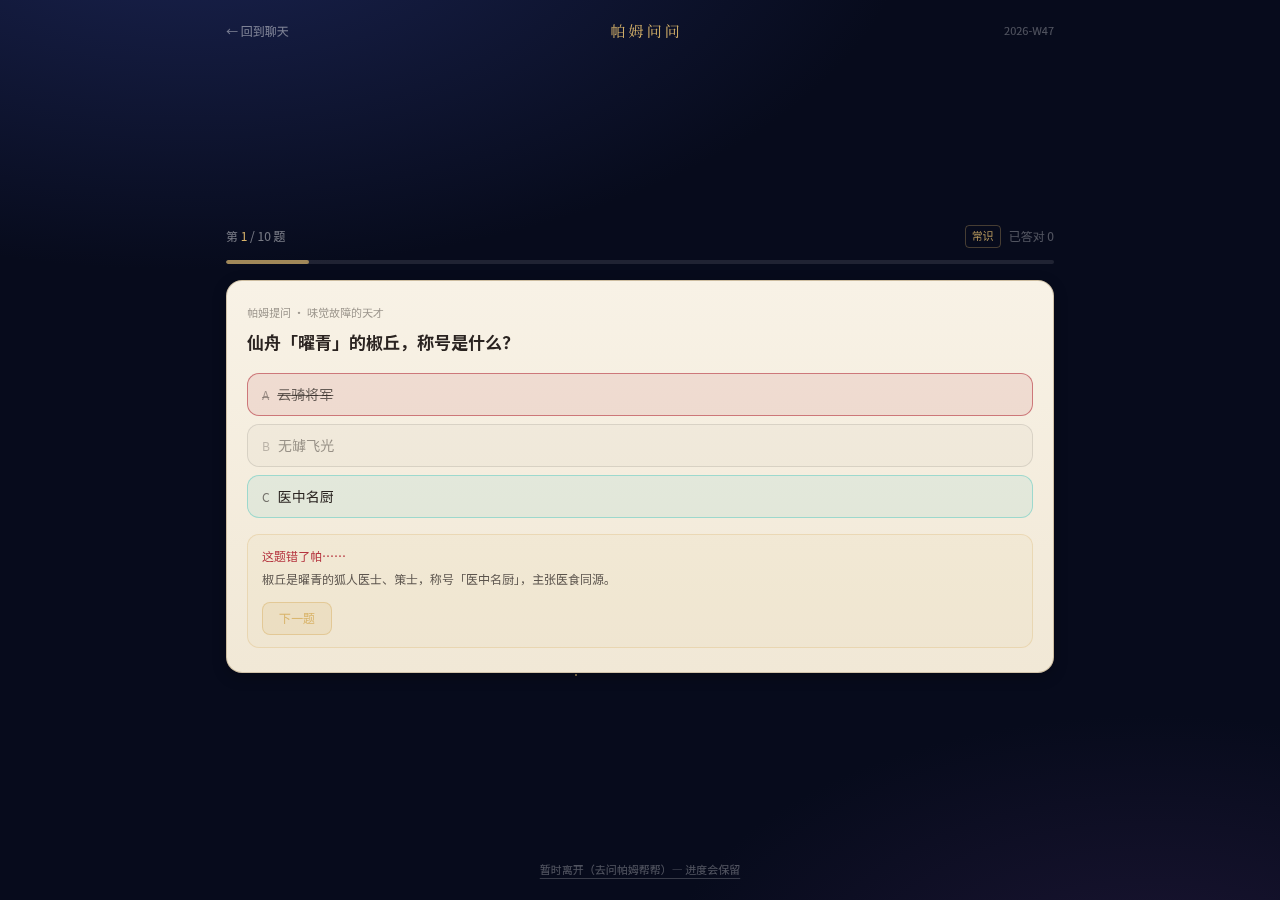 ← 回到聊天
帕姆问问
2026-W47
第 1 / 10 题
常识 已答对 0
帕姆提问 · 味觉故障的天才
仙舟「曜青」的椒丘，称号是什么？
A 云骑将军
B 无罅飞光
C 医中名厨
这题错了帕……
椒丘是曜青的狐人医士、策士，称号「医中名厨」，主张医食同源。
下一题
暂时离开（去问帕姆帮帮）— 进度会保留